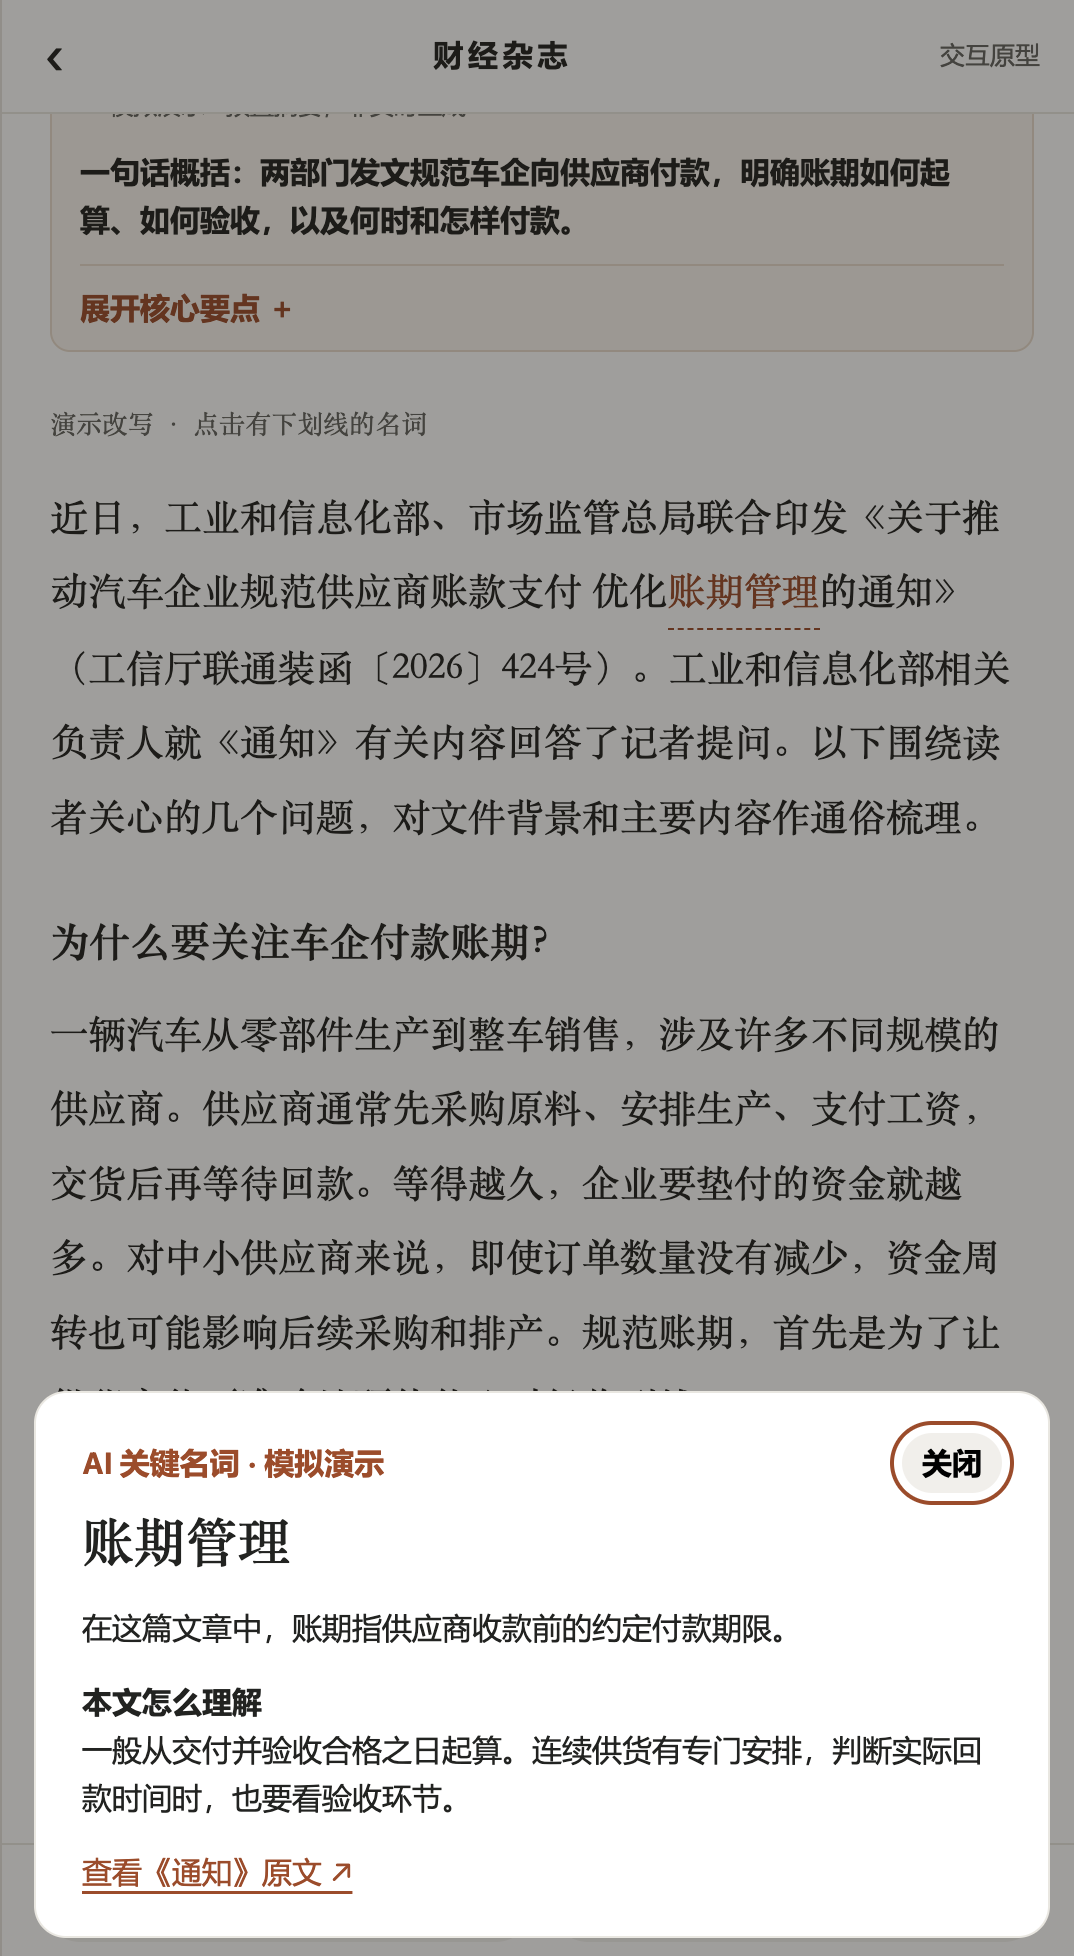 财经杂志
交互原型
一句话概括：两部门发文规范车企向供应商付款，明确账期如何起
算、如何验收，以及何时和怎样付款。
展开核心要点 +
演示改写 · 点击有下划线的名词
近日，工业和信息化部、市场监管总局联合印发《关于推
动汽车企业规范供应商账款支付 优化账期管理的通知》
（工信厅联通装函〔2026〕424号）。工业和信息化部相关
负责人就《通知》有关内容回答了记者提问。以下围绕读
者关心的几个问题，对文件背景和主要内容作通俗梳理。
为什么要关注车企付款账期？
一辆汽车从零部件生产到整车销售，涉及许多不同规模的
供应商。供应商通常先采购原料、安排生产、支付工资，
交货后再等待回款。等得越久，企业要垫付的资金就越
多。对中小供应商来说，即使订单数量没有减少，资金周
转也可能影响后续采购和排产。规范账期，首先是为了让
AI 关键名词 · 模拟演示
关闭
账期管理
在这篇文章中，账期指供应商收款前的约定付款期限。
本文怎么理解
一般从交付并验收合格之日起算。连续供货有专门安排，判断实际回
款时间时，也要看验收环节。
查看《通知》原文 ↗